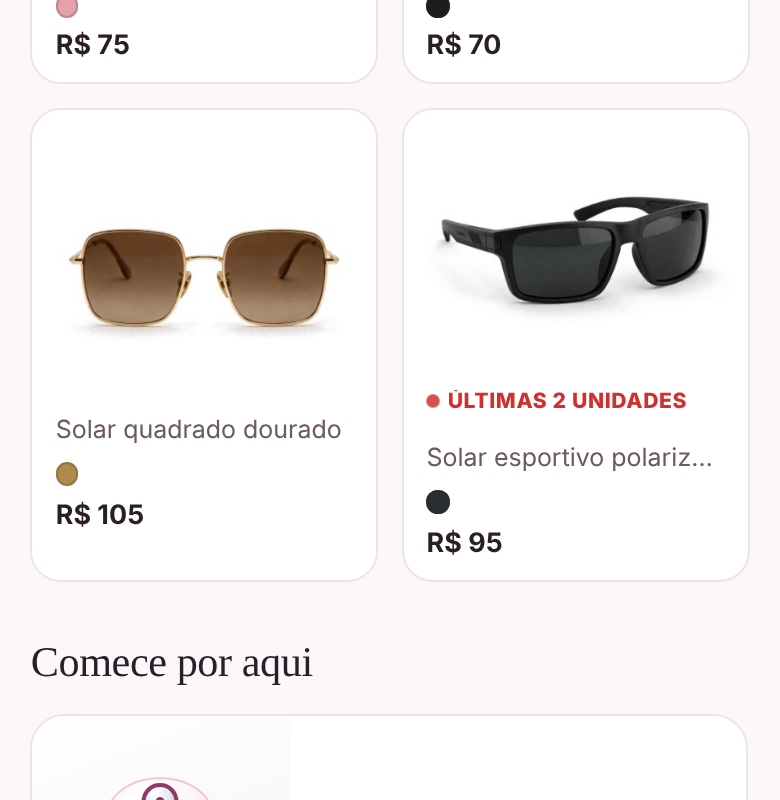 R$ 75
R$ 70
Solar quadrado dourado
R$ 105
ÚLTIMAS 2 UNIDADES
Solar esportivo polariz...
R$ 95
Comece por aqui